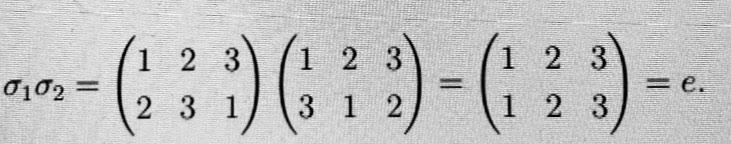 σ₁σ₂ = (1 2 3 / 2 3 1) (1 2 3 / 3 1 2) = (1 2 3 / 1 2 3) = e.